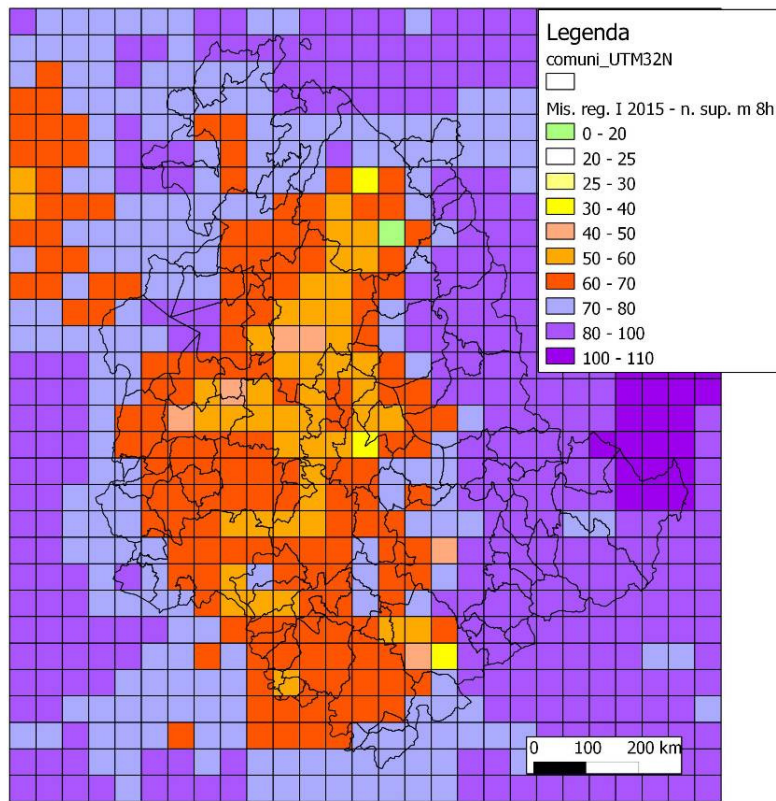 Legenda
comuni_UTM32N
Mis. reg. I 2015 - n. sup. m 8h
0 - 20
20 - 25
25 - 30
30 - 40
40 - 50
50 - 60
60 - 70
70 - 80
80 - 100
100 - 110
0 100 200 km